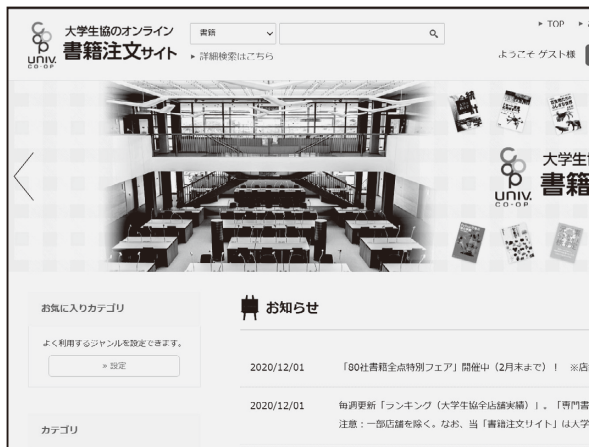 大学生協のオンライン
書籍注文サイト
UNIV.
CO-OP
書籍
▸ 詳細検索はこちら
▸ TOP
ようこそ ゲスト様
UNIV.
CO-OP
大学生
書籍
お気に入りカテゴリ
よく利用するジャンルを設定できます。
» 設定
カテゴリ
お知らせ
2020/12/01 「80社書籍全点特別フェア」開催中（2月末まで）！ ※店
2020/12/01 毎週更新「ランキング（大学生協全店舗実績）」。「専門書
注意：一部店舗を除く。なお、当「書籍注文サイト」は大学